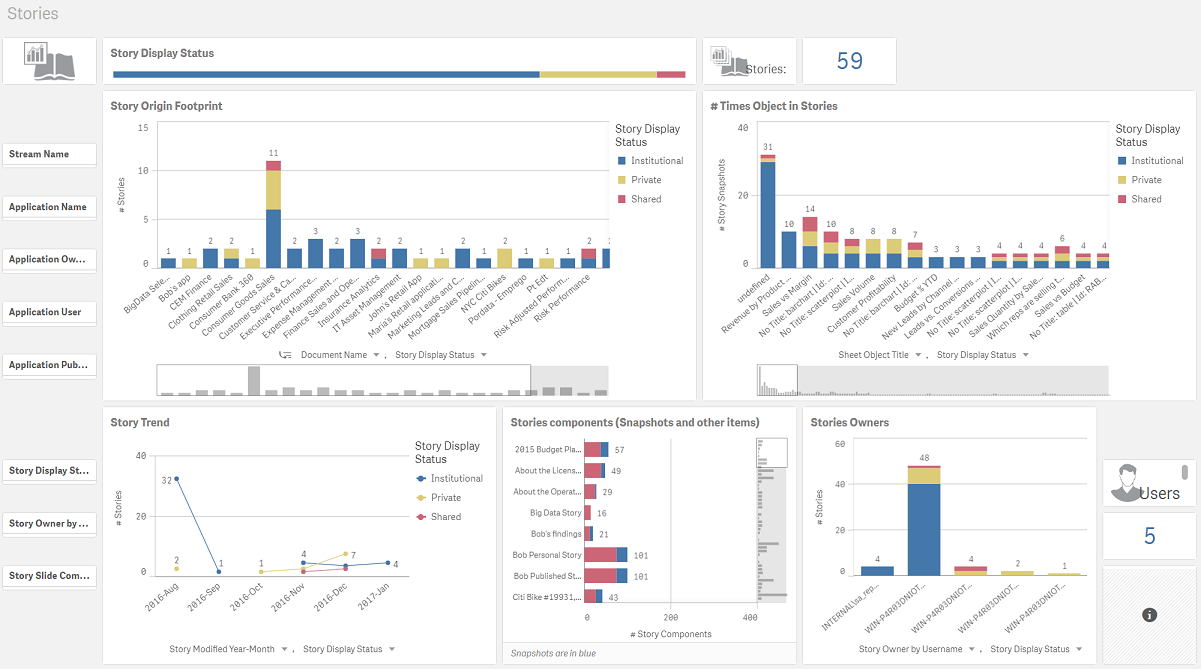 Stories
Story Display Status
Stories:
59
Stream Name
Application Name
Application Ow...
Application User
Application Pub...
Story Display St...
Story Owner by ...
Story Slide Com...
Story Origin Footprint
# Stories
15
10
5
0
1
1
2
2
1
11
2
3
2
3
2
2
1
1
2
1
2
1
1
1
2
2
BigData Sele...
Bob's app
CEM Finance
Clothing Retail Sales
Consumer Bank 360
Consumer Goods Sales
Customer Service & Ca...
Executive Performance...
Expense Management ...
Finance Sales and Ope...
Insurance Analytics
IT Asset Management
John's Retail App
Maria's Retail applicati...
Marketing Leads and C...
Mortgage Sales Pipelin...
NYC Citi Bikes
Pordata - Emprego
Pt Edt
Risk Adjusted Perform...
Risk Performance
Story Display
Status
Institutional
Private
Shared
Document Name , Story Display Status
# Times Object in Stories
# Story Snapshots
40
20
0
31
10
14
10
8
8
8
7
3
3
3
4
4
4
6
4
4
undefined
Revenue by Product ...
Sales vs Margin
No Title: barchart [Id:...
No Title: scatterplot [I...
Sales Volume
Customer Profitability
No Title: barchart [Id:...
Budget % YTD
New Leads by Channel...
Leads vs. Conversions ...
No Title: scatterplot [I...
No Title: scatterplot [I...
Sales Quantity by Sale...
Which reps are selling t...
Sales vs Budget
No Title: table [Id: RAB...
Story Display
Status
Institutional
Private
Shared
Sheet Object Title , Story Display Status
Story Trend
# Stories
40
20
0
32
2
1
1
4
7
4
2016-Aug
2016-Sep
2016-Oct
2016-Nov
2016-Dec
2017-Jan
Story Display
Status
Institutional
Private
Shared
Story Modified Year-Month , Story Display Status
Stories components (Snapshots and other items)
2015 Budget Pla... 57
About the Licens... 49
About the Operat... 29
Big Data Story 16
Bob's findings 21
Bob Personal Story 101
Bob Published St... 101
Citi Bike #19931,... 43
0 200 400
# Story Components
Snapshots are in blue
Stories Owners
# Stories
60
40
20
0
4
48
4
2
1
INTERNAL\sa_rep...
WIN-P4R03DNIOT...
WIN-P4R03DNIOT...
WIN-P4R03DNIOT...
WIN-P4R03DNIOT...
Story Owner by Username , Story Display Status
Users
5